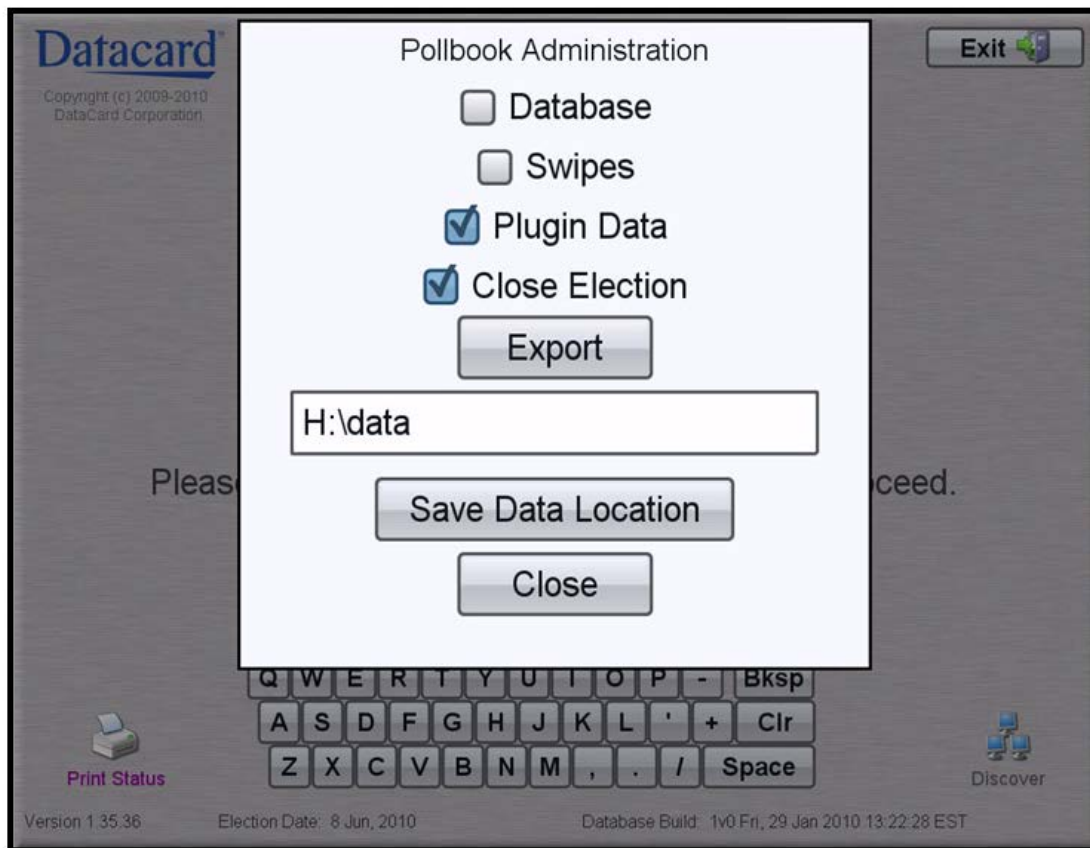 Datacard®
Copyright (c) 2009-2010
DataCard Corporation
Exit
Pollbook Administration
Database
Swipes
Plugin Data
Close Election
Export
H:\data
Pleas
oceed.
Save Data Location
Close
Q W E R T Y U I O P - Bksp
A S D F G H J K L ' + Clr
Z X C V B N M , . / Space
Print Status
Discover
Version 1.35.36
Election Date: 8 Jun, 2010
Database Build: 1v0 Fri, 29 Jan 2010 13:22:28 EST